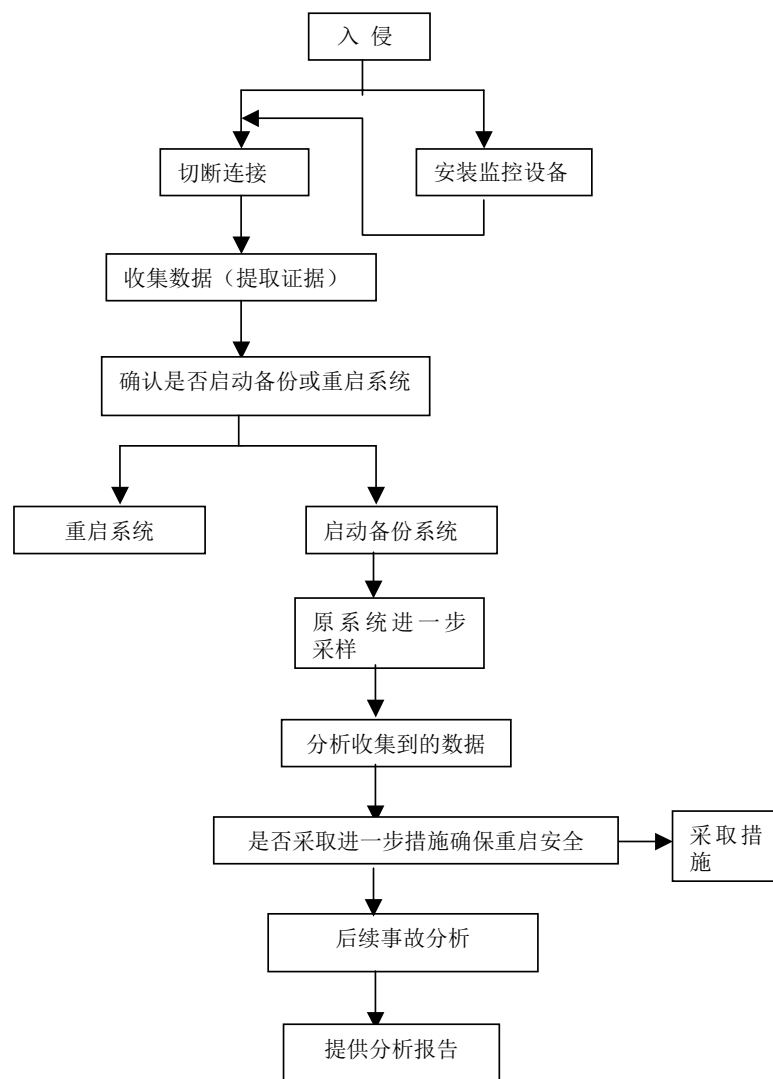 入 侵
切断连接
安装监控设备
收集数据（提取证据）
确认是否启动备份或重启系统
重启系统
启动备份系统
原系统进一步
采样
分析收集到的数据
是否采取进一步措施确保重启安全
采取措
施
后续事故分析
提供分析报告